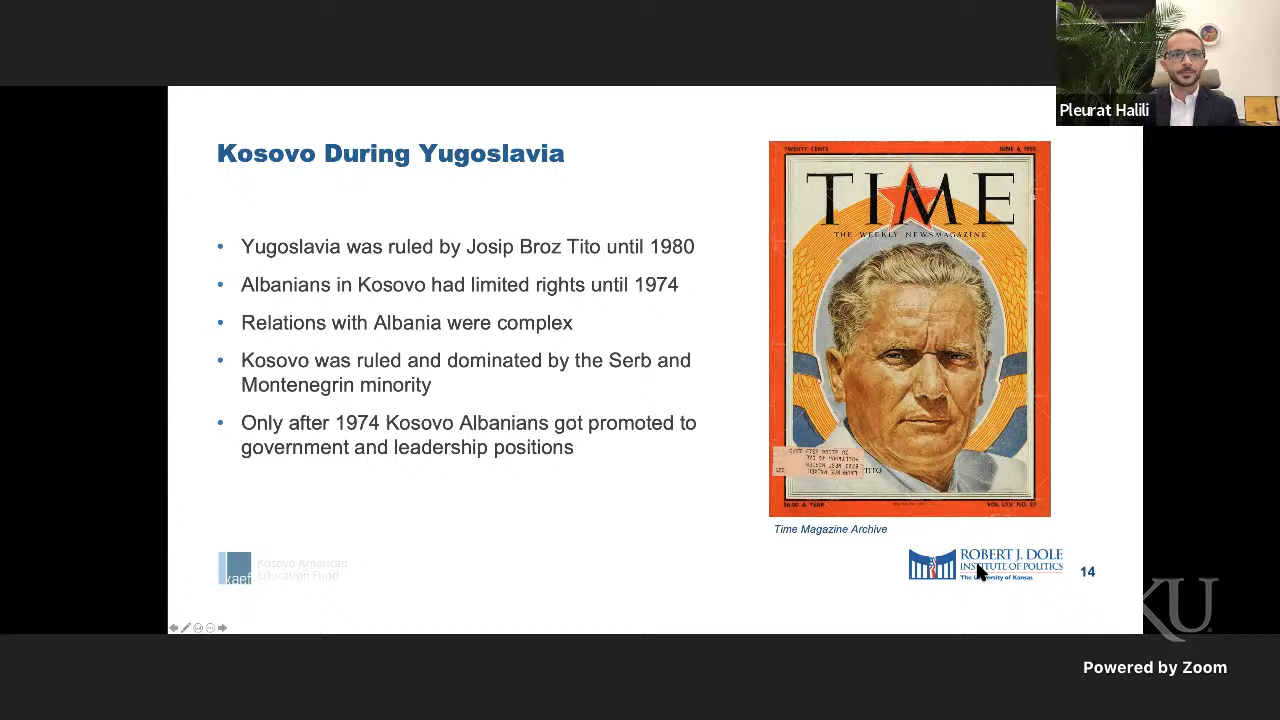 Pleurat Halili
Kosovo During Yugoslavia
• Yugoslavia was ruled by Josip Broz Tito until 1980
• Albanians in Kosovo had limited rights until 1974
• Relations with Albania were complex
• Kosovo was ruled and dominated by the Serb and
Montenegrin minority
• Only after 1974 Kosovo Albanians got promoted to
government and leadership positions
TWENTY CENTS
JUNE 6, 1955
TIME
THE WEEKLY NEWSMAGAZINE
TITO
$6.00 A YEAR
VOL. LXV NO. 23
Time Magazine Archive
kaef
Kosovo American
Education Fund
ROBERT J. DOLE
INSTITUTE OF POLITICS
The University of Kansas
14
KU
Powered by Zoom